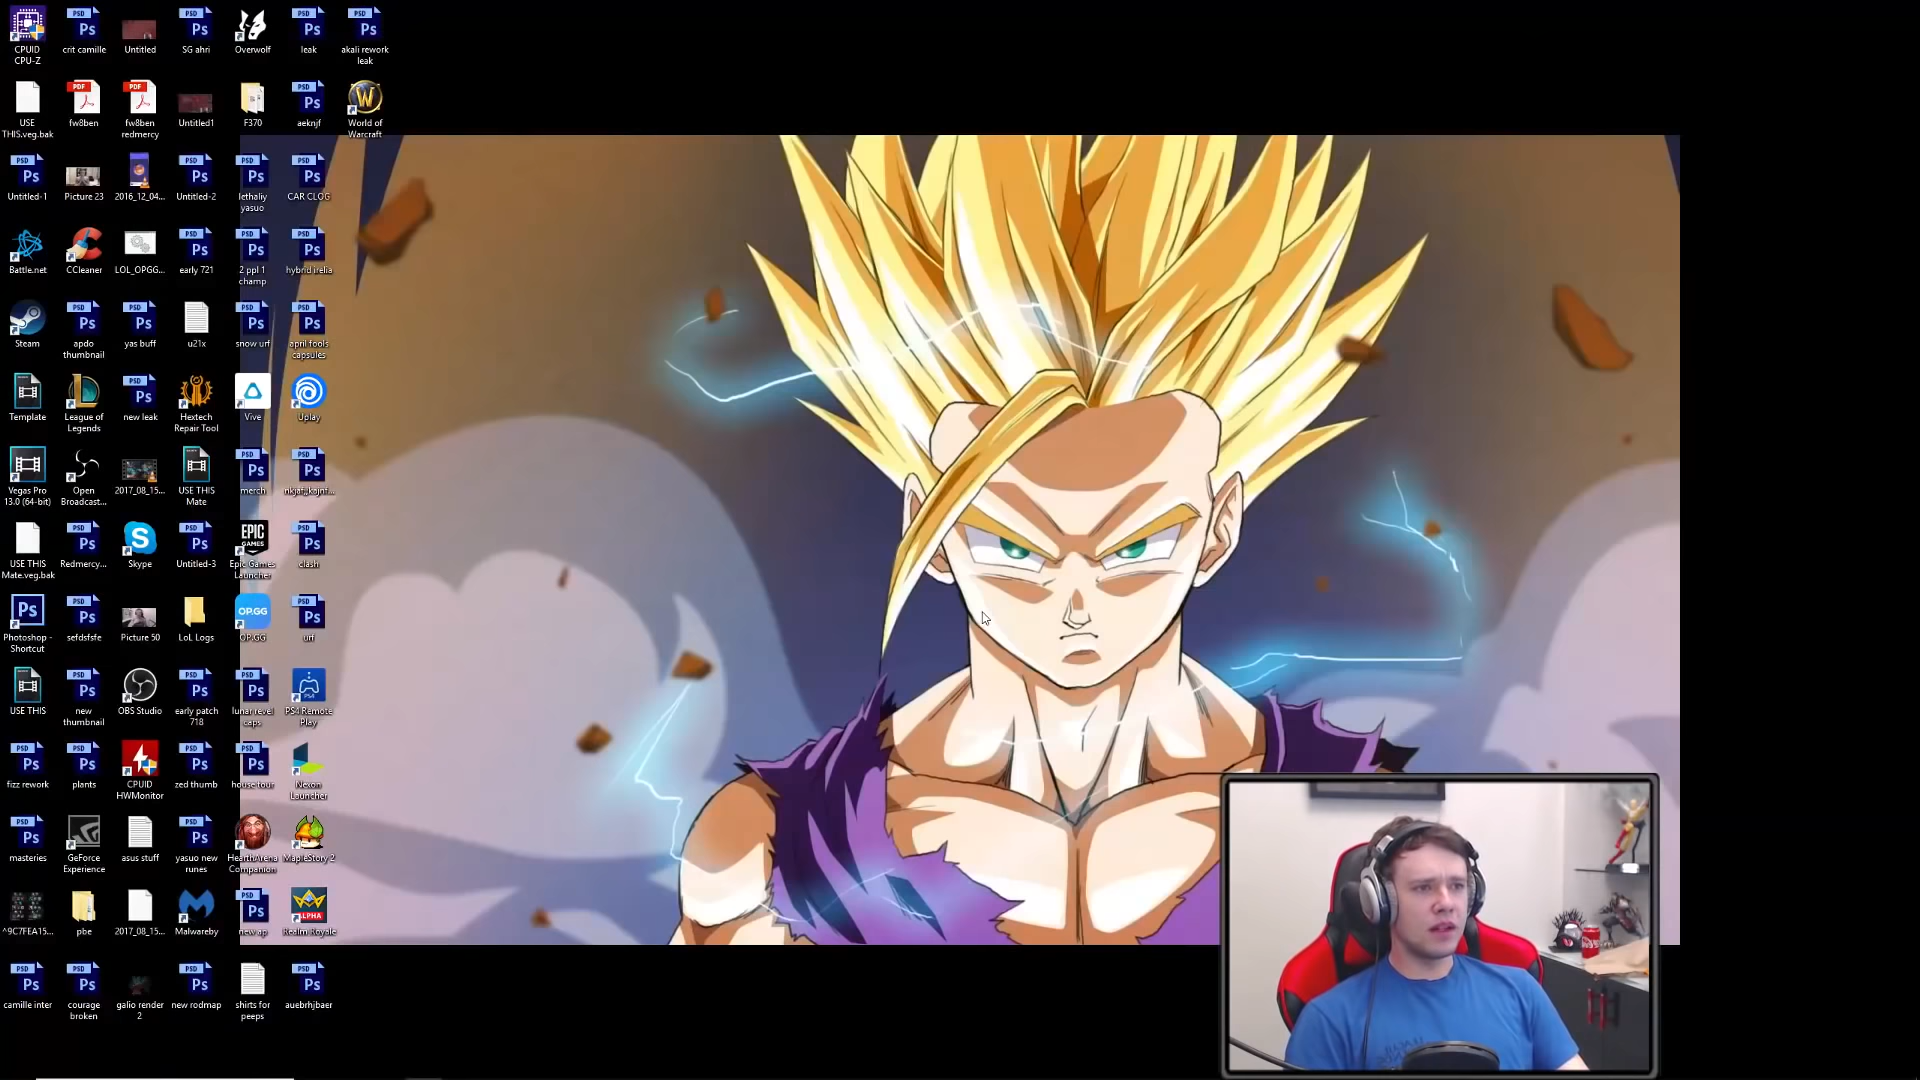 CPUID
CPU-Z
crit camille
Untitled
SG ahri
Overwolf
leak
akali rework
leak
USE
THIS.veg.bak
fw8ben
fw8ben
redmercy
Untitled1
F370
aeknjf
World of
Warcraft
Untitled-1
Picture 23
2016_12_04...
Untitled-2
lethaliy
yasuo
CAR CLOG
Battle.net
CCleaner
LOL_OPGG...
early 721
2 ppl 1
champ
hybrid irelia
Steam
apdo
thumbnail
yas buff
u21x
snow urf
april fools
capsules
Template
League of
Legends
new leak
Hextech
Repair Tool
Vive
Uplay
Vegas Pro
13.0 (64-bit)
Open
Broadcast...
2017_08_15...
USE THIS
Mate
merch
USE THIS
Mate.veg.bak
Redmercy...
Skype
Untitled-3
Epic Games
Launcher
clash
Photoshop -
Shortcut
sefdsfsfe
Picture 50
LoL Logs
OP.GG
urf
USE THIS
new
thumbnail
OBS Studio
early patch
718
lunar revel
caps
PS4 Remote
Play
fizz rework
plants
CPUID
HWMonitor
zed thumb
house tour
Nexon
Launcher
masteries
GeForce
Experience
asus stuff
yasuo new
runes
HearthArena
Companion
MapleStory 2
^9C7FEA15...
pbe
2017_08_15...
Malwareby
new ap
Realm Royale
camille inter
courage
broken
galio render
2
new rodmap
shirts for
peeps
auebrhjbaer